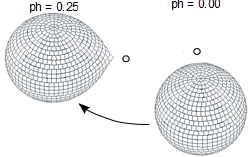 ph = 0.25
ph = 0.00